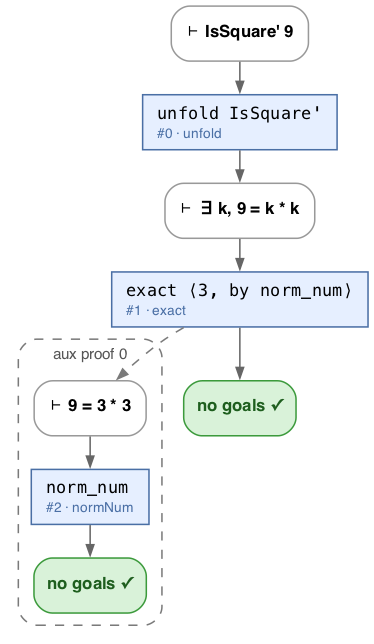 ⊢ IsSquare' 9
unfold IsSquare'
#0 · unfold
⊢ ∃ k, 9 = k * k
exact ⟨3, by norm_num⟩
#1 · exact
aux proof 0
⊢ 9 = 3 * 3
no goals ✓
norm_num
#2 · normNum
no goals ✓